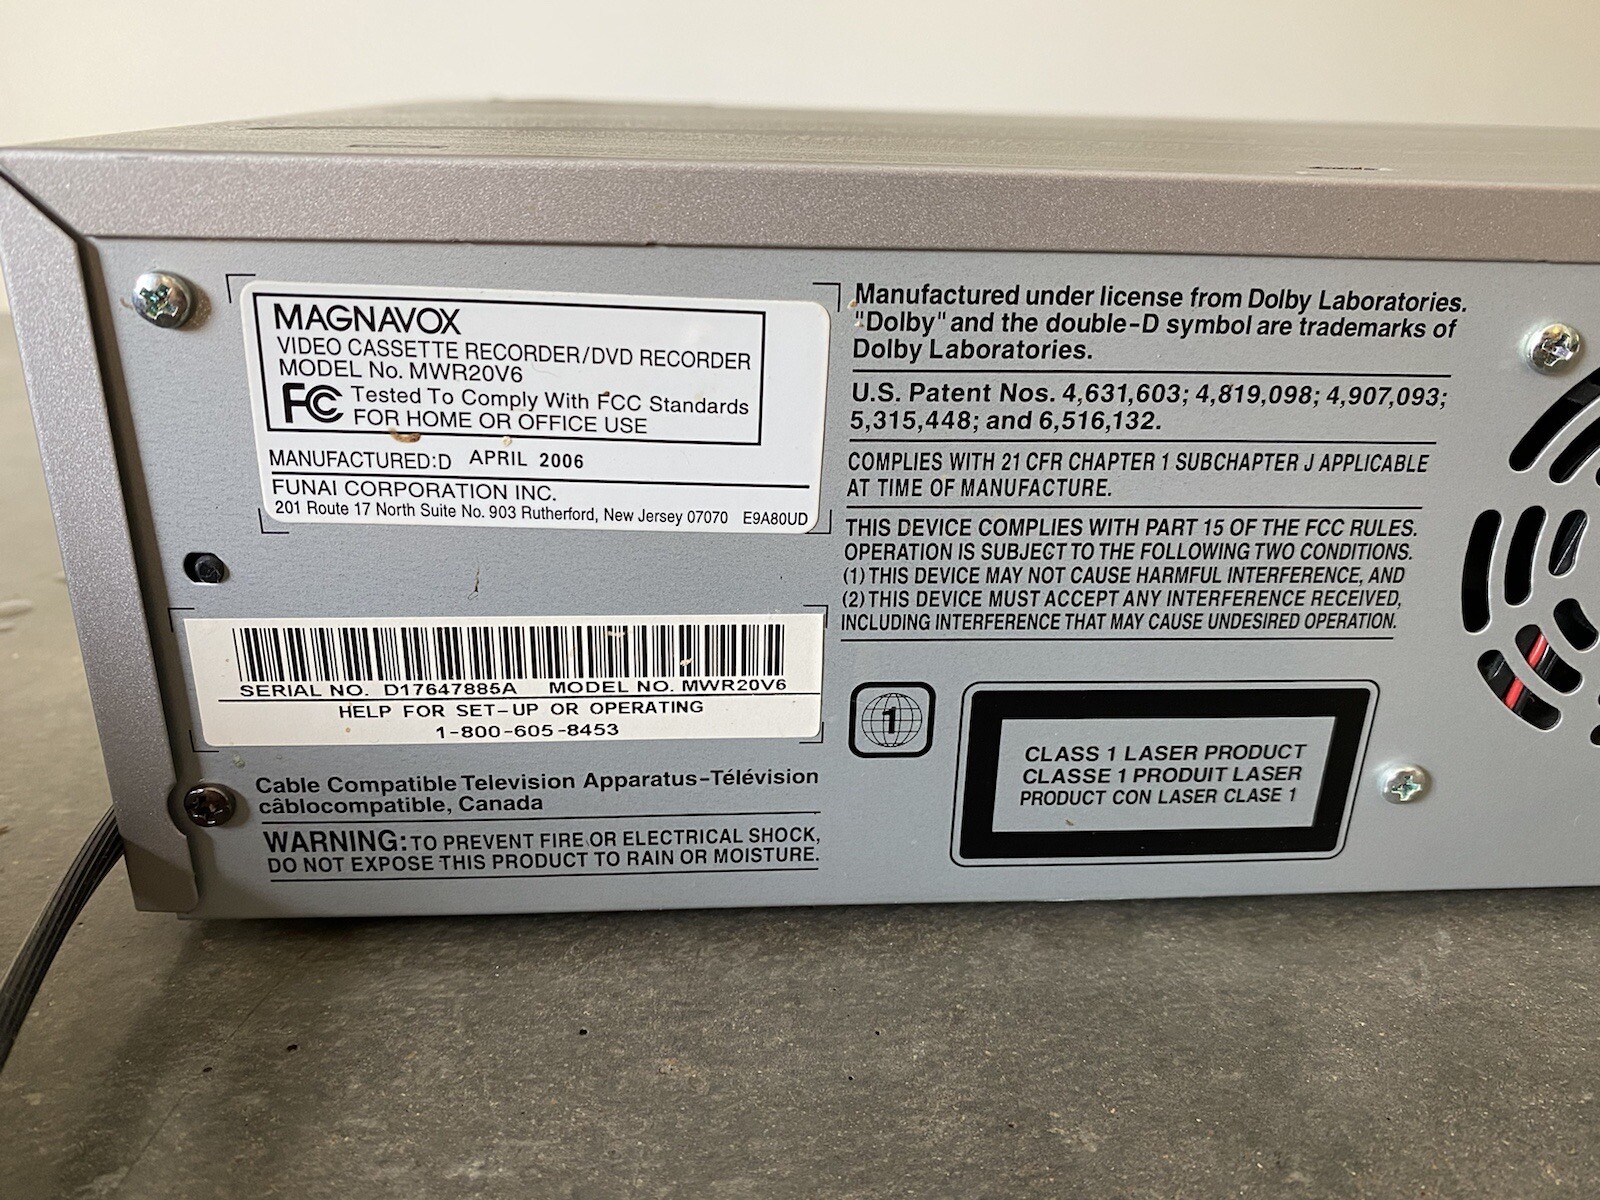 MAGNAVOX
VIDEO CASSETTE RECORDER/DVD RECORDER
MODEL No. MWR20V6
FC Tested To Comply With FCC Standards
FOR HOME OR OFFICE USE
MANUFACTURED:D APRIL 2006
FUNAI CORPORATION INC.
201 Route 17 North Suite No. 903 Rutherford, New Jersey 07070 E9A80UD
SERIAL NO. D17647885A MODEL NO. MWR20V6
HELP FOR SET-UP OR OPERATING
1-800-605-8453
Cable Compatible Television Apparatus-Télévision
câblocompatible, Canada
WARNING: TO PREVENT FIRE OR ELECTRICAL SHOCK,
DO NOT EXPOSE THIS PRODUCT TO RAIN OR MOISTURE.
Manufactured under license from Dolby Laboratories.
"Dolby" and the double-D symbol are trademarks of
Dolby Laboratories.
U.S. Patent Nos. 4,631,603; 4,819,098; 4,907,093;
5,315,448; and 6,516,132.
COMPLIES WITH 21 CFR CHAPTER 1 SUBCHAPTER J APPLICABLE
AT TIME OF MANUFACTURE.
THIS DEVICE COMPLIES WITH PART 15 OF THE FCC RULES.
OPERATION IS SUBJECT TO THE FOLLOWING TWO CONDITIONS.
(1) THIS DEVICE MAY NOT CAUSE HARMFUL INTERFERENCE, AND
(2) THIS DEVICE MUST ACCEPT ANY INTERFERENCE RECEIVED,
INCLUDING INTERFERENCE THAT MAY CAUSE UNDESIRED OPERATION.
1
CLASS 1 LASER PRODUCT
CLASSE 1 PRODUIT LASER
PRODUCT CON LASER CLASE 1